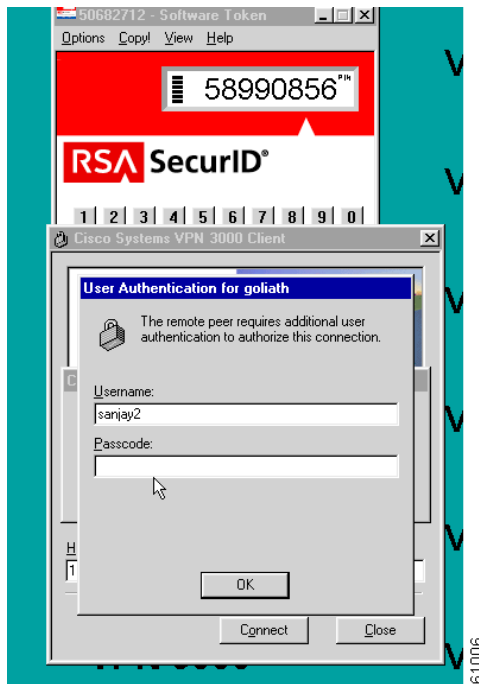 50682712 - Software Token
Options Copy! View Help
58990856 PIN
RSA SecurID®
1 2 3 4 5 6 7 8 9 0
Cisco Systems VPN 3000 Client
User Authentication for goliath
The remote peer requires additional user
authentication to authorize this connection.
Username:
sanjay2
Passcode:
OK
Connect Close
61006